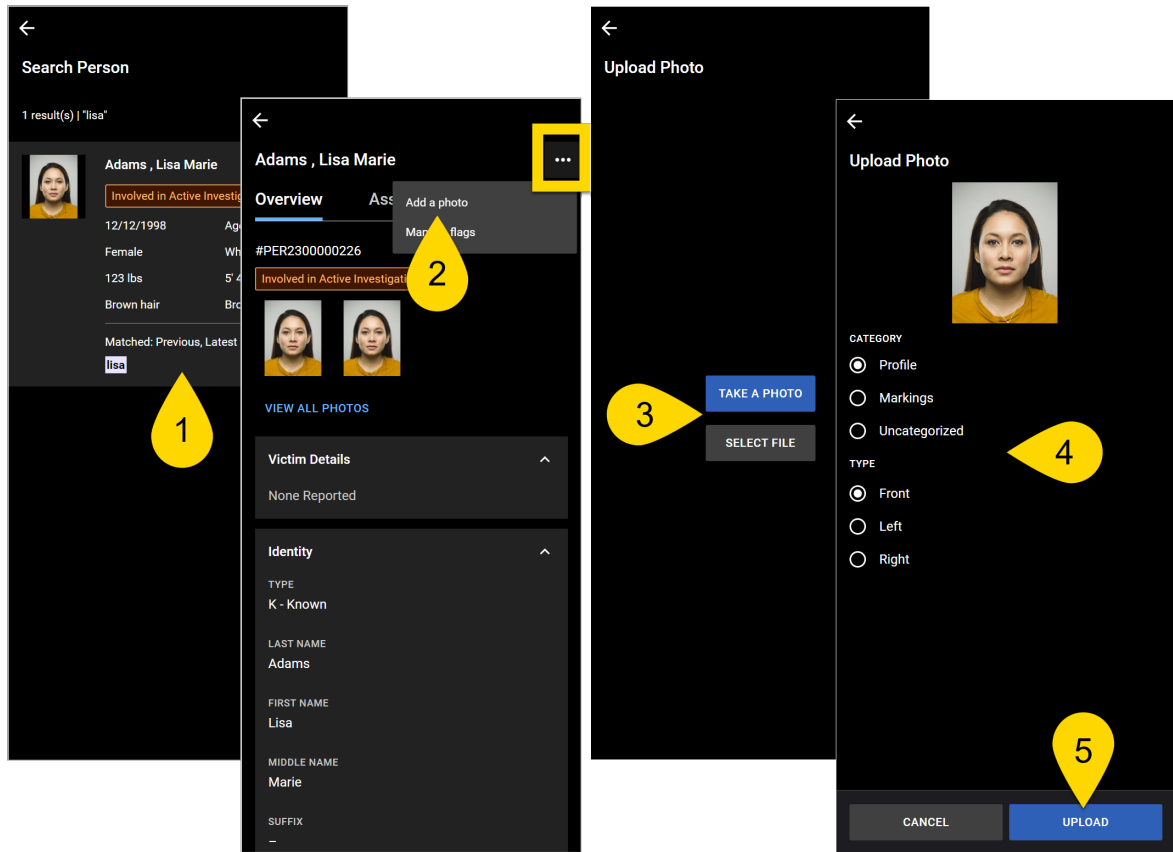 Search Person
1 result(s) | "lisa"
Adams , Lisa Marie
Involved in Active
12/12/1998
Female
123 lbs
Brown hair
Matched: Previous, Latest
lisa
1
Adams , Lisa Marie
Overview
Add a photo
flags
2
#PER2300000226
Involved in Active
VIEW ALL PHOTOS
Victim Details
None Reported
Identity
TYPE
K - Known
LAST NAME
Adams
FIRST NAME
Lisa
MIDDLE NAME
Marie
SUFFIX
–
Upload Photo
3
TAKE A PHOTO
SELECT FILE
Upload Photo
CATEGORY
Profile
Markings
Uncategorized
4
TYPE
Front
Left
Right
5
CANCEL
UPLOAD